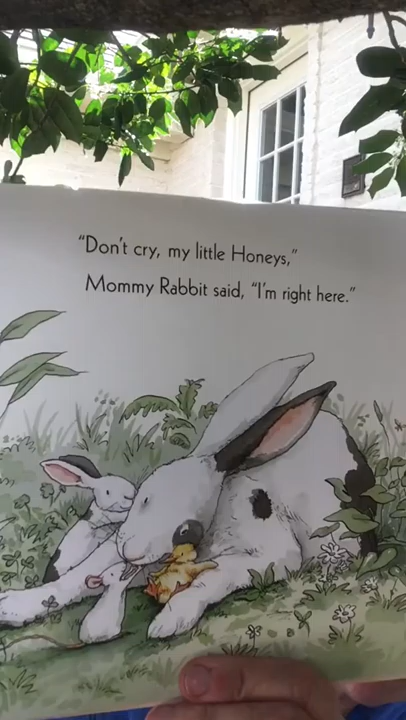 “Don't cry, my little Honeys,”
Mommy Rabbit said, “I'm right here.”